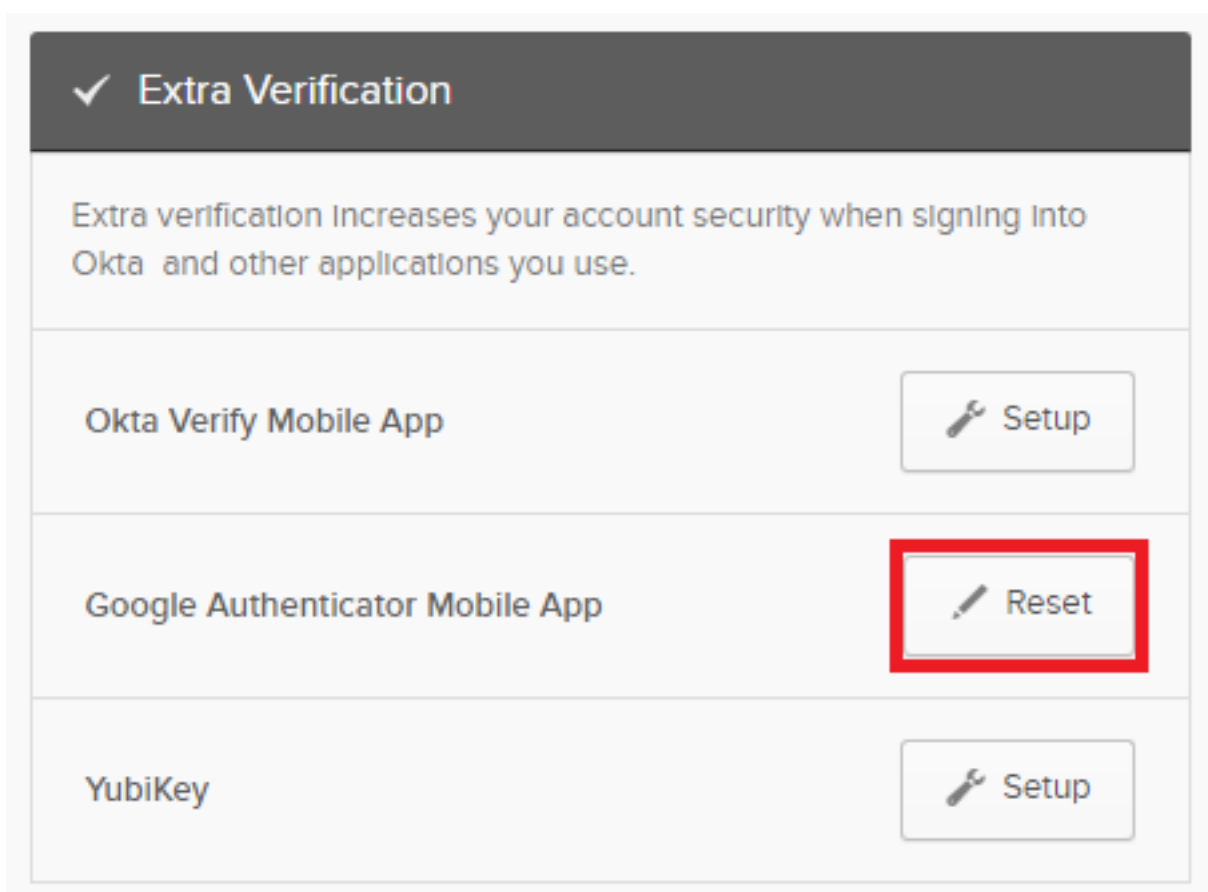 Extra Verification
Extra verification increases your account security when signing into
Okta and other applications you use.
Okta Verify Mobile App
Setup
Google Authenticator Mobile App
Reset
YubiKey
Setup